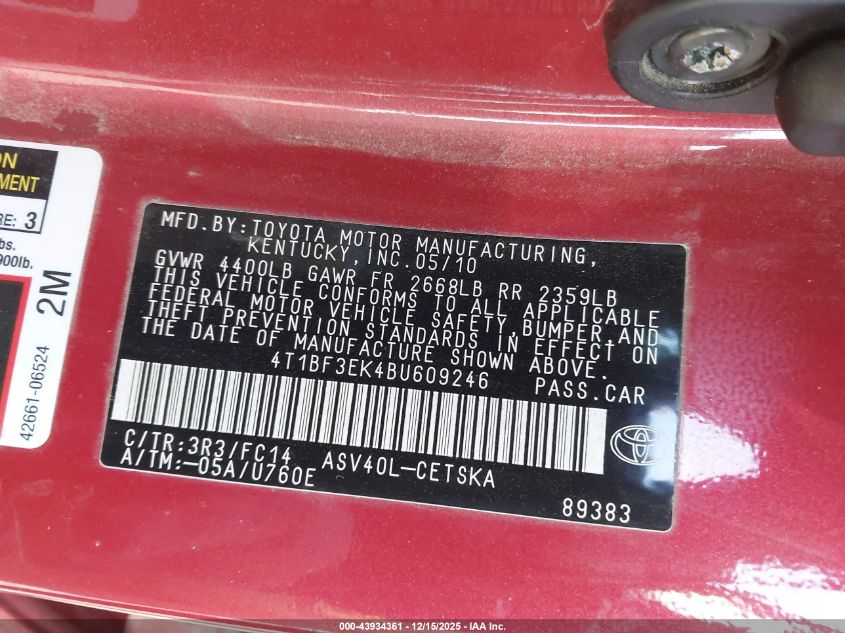 ON
MENT
RE: 3
lbs.
900lb.
2M
42661-06524
MFD.BY:TOYOTA MOTOR MANUFACTURING,
KENTUCKY,INC.05/10
GVWR 4400LB GAWR FR 2668LB RR 2359LB
THIS VEHICLE CONFORMS TO ALL APPLICABLE
FEDERAL MOTOR VEHICLE SAFETY,BUMPER,AND
THEFT PREVENTION STANDARDS IN EFFECT ON
THE DATE OF MANUFACTURE SHOWN ABOVE.
4T1BF3EK4BU609246 PASS.CAR
C/TR:3R3/FC14 ASV40L-CETSKA
A/TM:-05A/U760E
89383
000-43934361 - 12/15/2025 - IAA Inc.